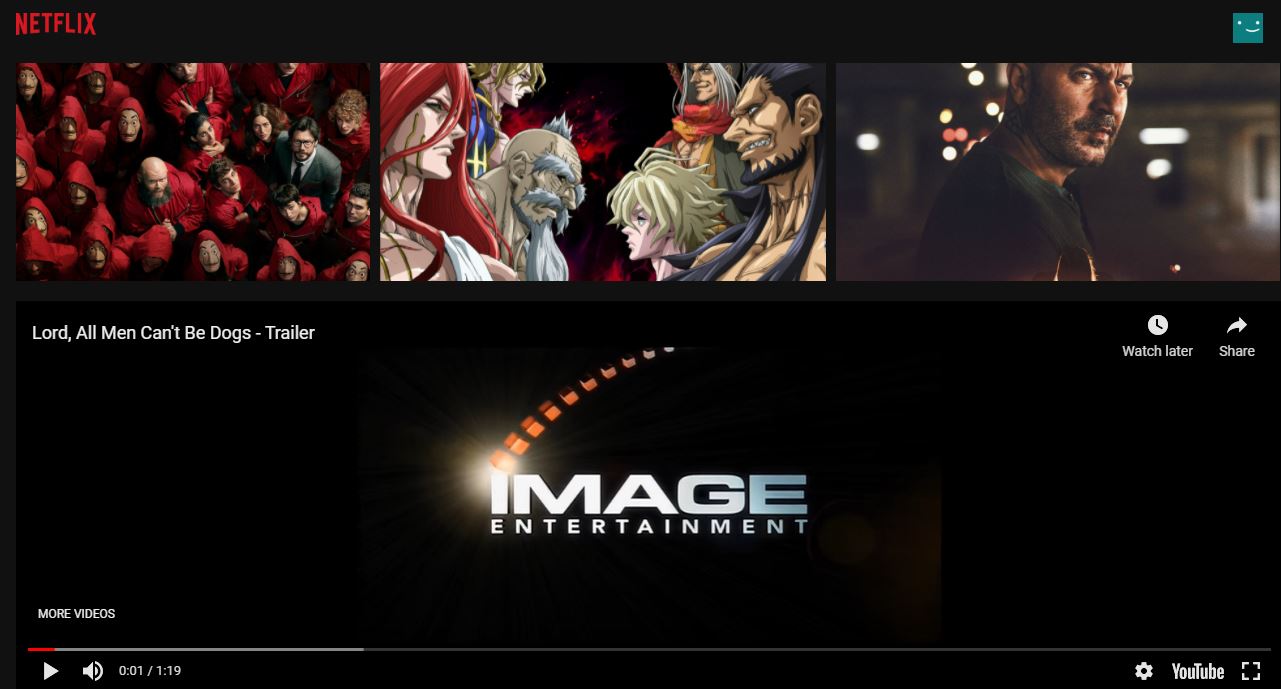 NETFLIX
Lord, All Men Can't Be Dogs - Trailer
Watch later
Share
IMAGE
ENTERTAINMENT
MORE VIDEOS
0:01 / 1:19
YouTube